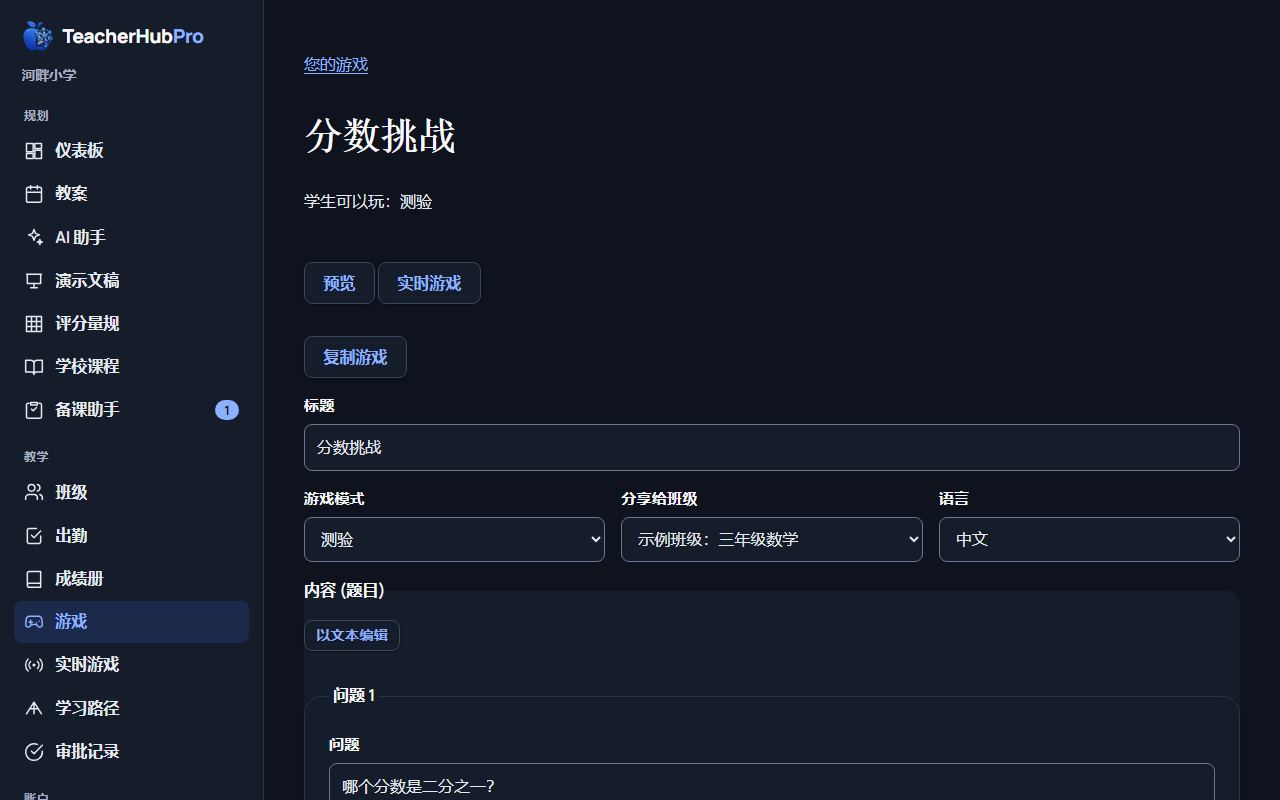 TeacherHubPro
河畔小学
规划
仪表板
教案
AI 助手
演示文稿
评分量规
学校课程
备课助手 1
教学
班级
出勤
成绩册
游戏
实时游戏
学习路径
审批记录
账户
您的游戏
分数挑战
学生可以玩：测验
预览 实时游戏
复制游戏
标题
分数挑战
游戏模式 分享给班级 语言
测验 示例班级：三年级数学 中文
内容 (题目)
以文本编辑
问题 1
问题
哪个分数是二分之一？